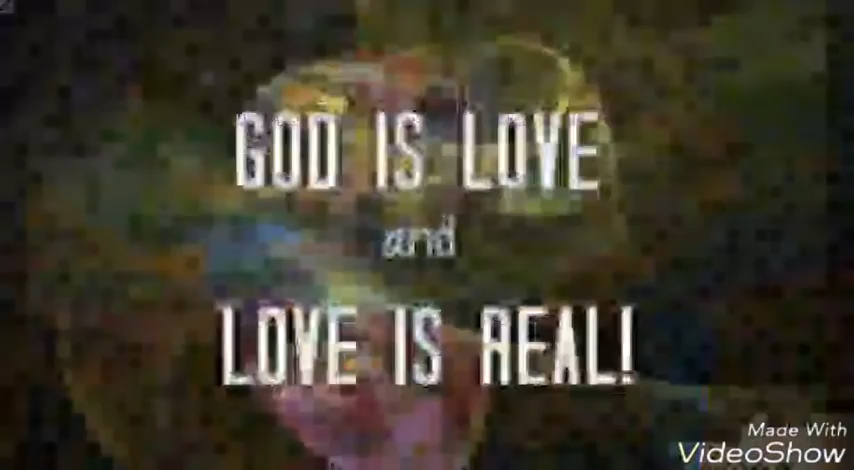 GOD IS LOVE
and
LOVE IS REAL!
Made With
VideoShow